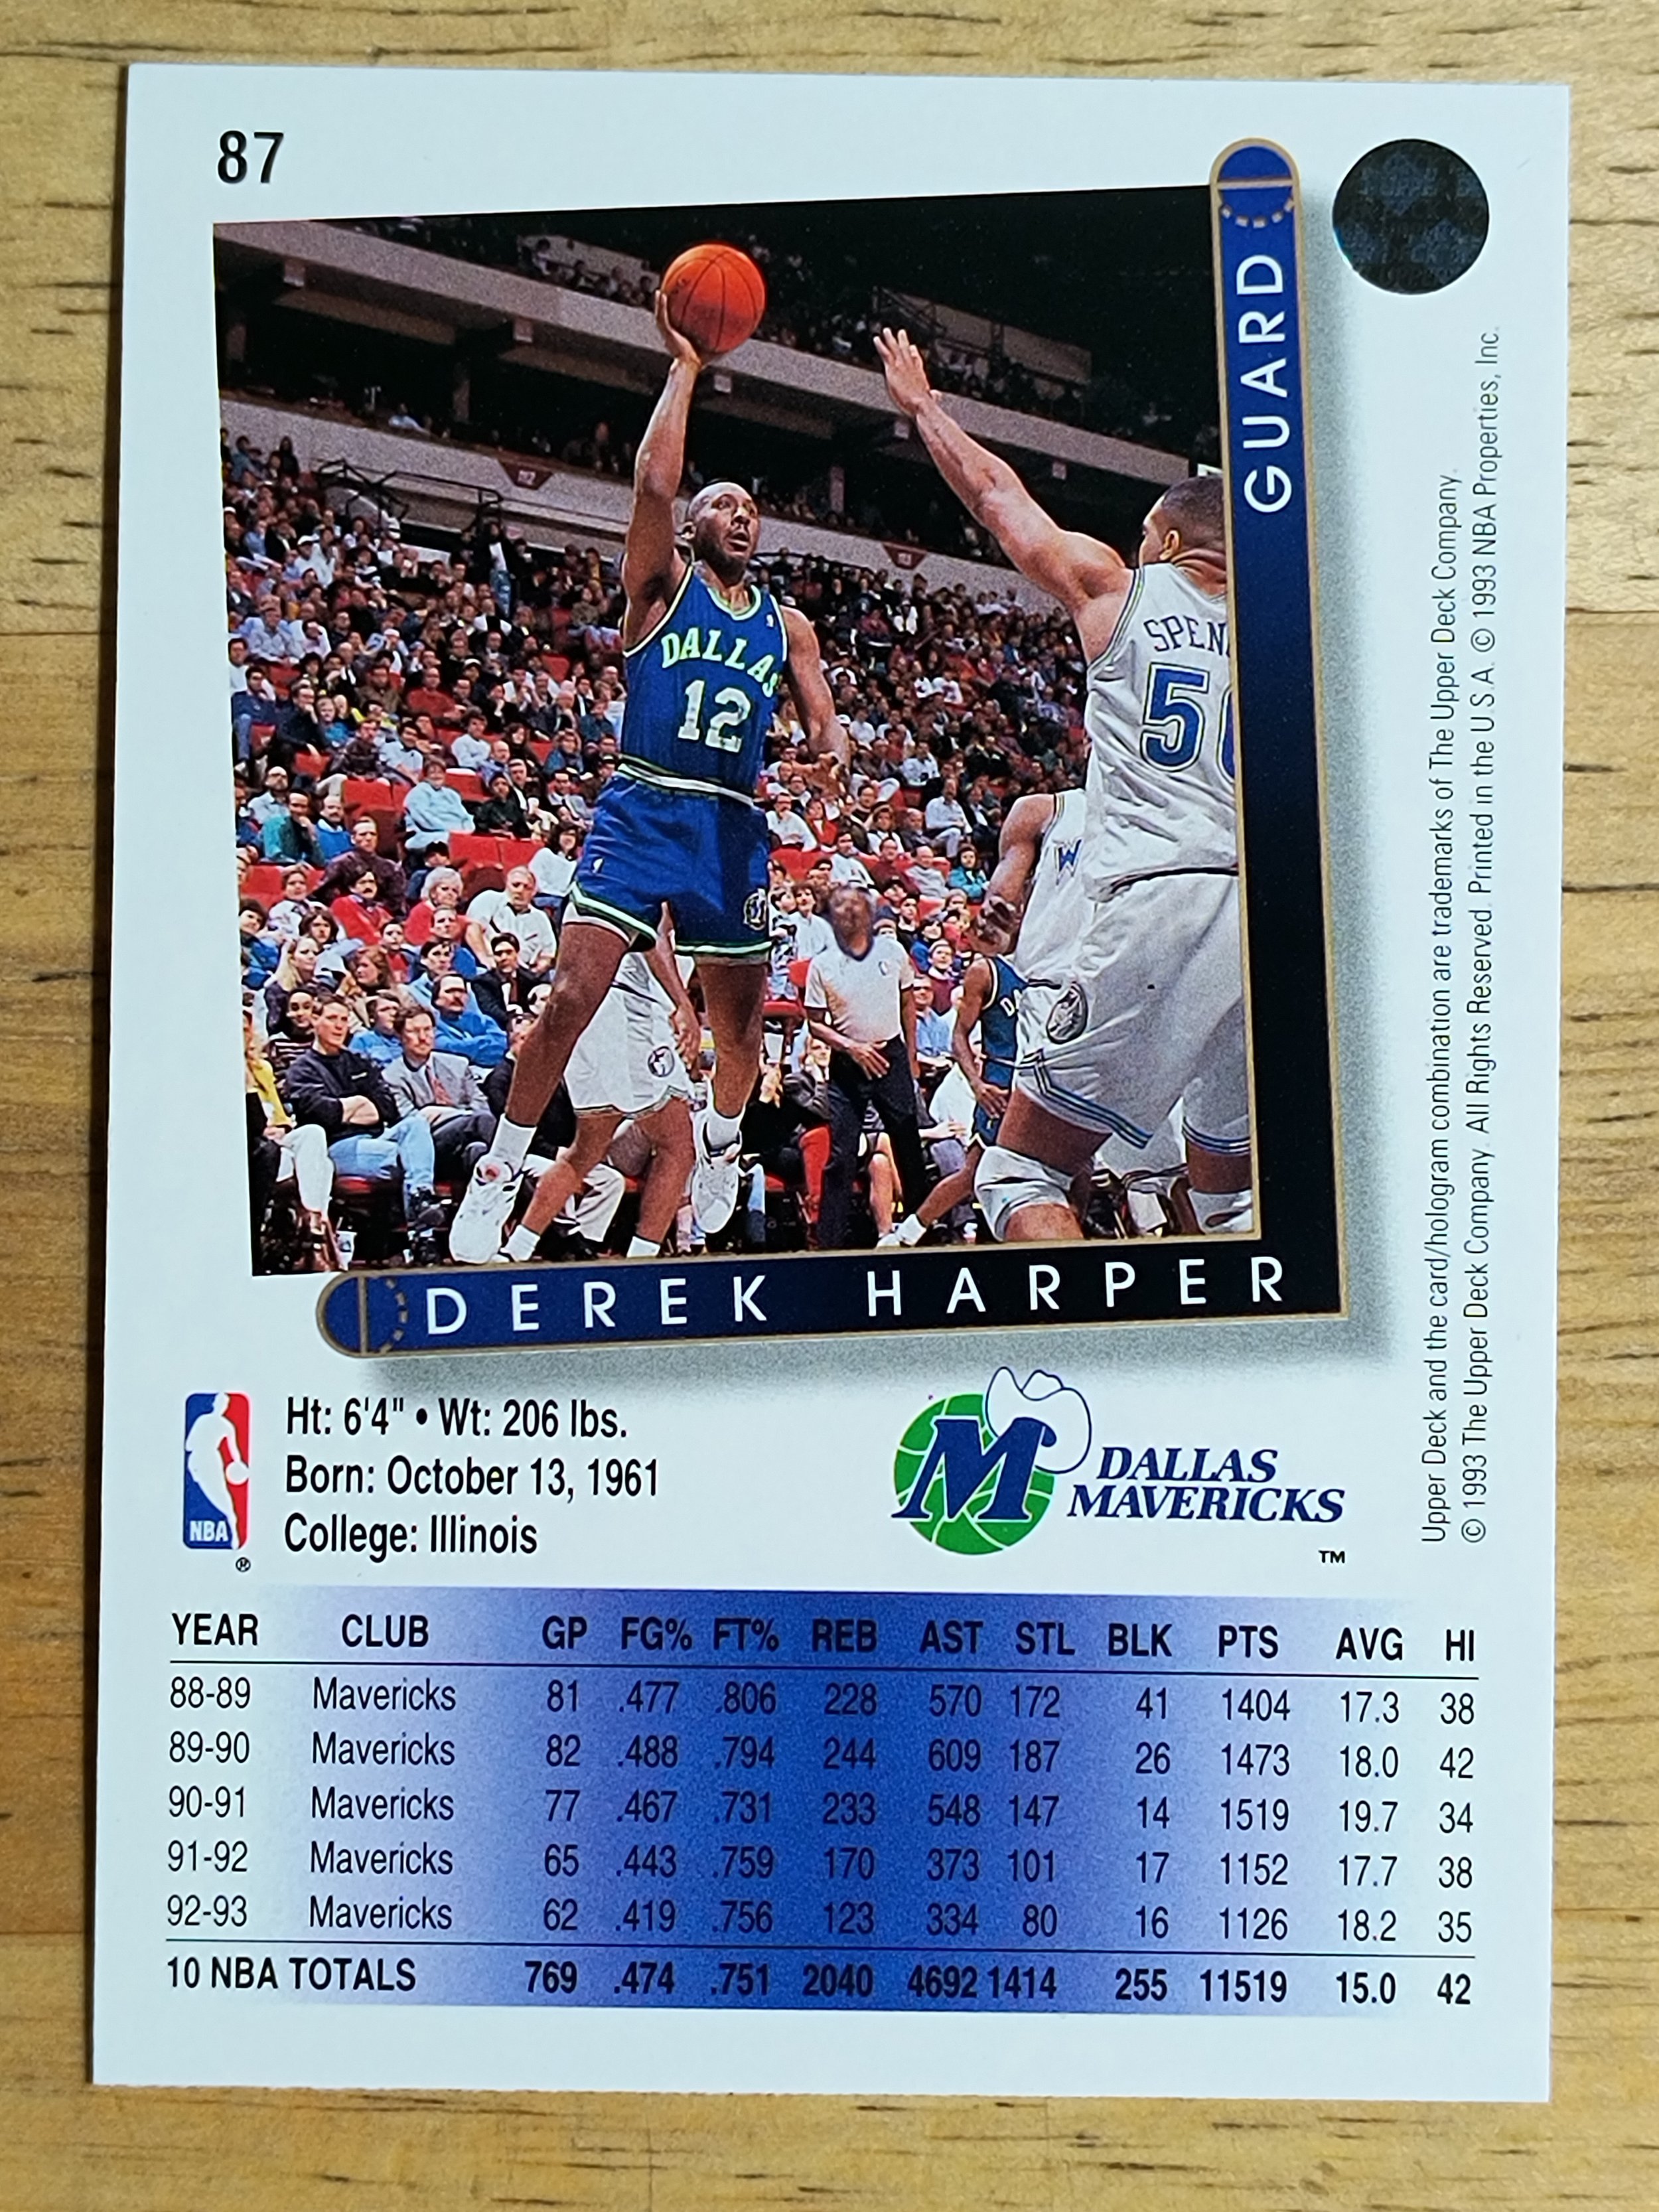 87
GUARD
DALLAS
12
SPEN
5
W
D
DEREK HARPER
NBA
®
Ht: 6'4" • Wt: 206 lbs.
Born: October 13, 1961
College: Illinois
M
DALLAS
MAVERICKS
™
Upper Deck and the card/hologram combination are trademarks of The Upper Deck Company.
© 1993 The Upper Deck Company. All Rights Reserved. Printed in the U.S.A. © 1993 NBA Properties, Inc.
YEAR CLUB GP FG% FT% REB AST STL BLK PTS AVG HI
88-89 Mavericks 81 .477 .806 228 570 172 41 1404 17.3 38
89-90 Mavericks 82 .488 .794 244 609 187 26 1473 18.0 42
90-91 Mavericks 77 .467 .731 233 548 147 14 1519 19.7 34
91-92 Mavericks 65 .443 .759 170 373 101 17 1152 17.7 38
92-93 Mavericks 62 .419 .756 123 334 80 16 1126 18.2 35
10 NBA TOTALS 769 .474 .751 2040 4692 1414 255 11519 15.0 42